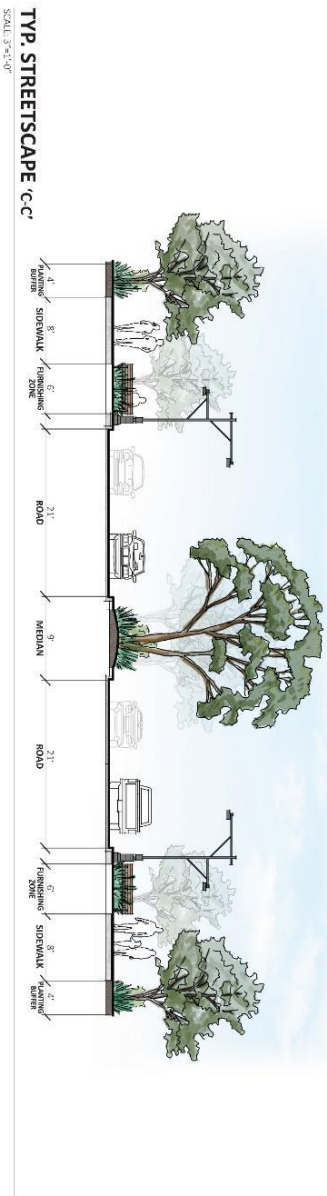 TYP. STREETSCAPE 'C-C'
SCALE: 3"=1'-0"
4'
PLANTING
BUFFER
8'
SIDEWALK
6'
FURNISHING
ZONE
21'
ROAD
9'
MEDIAN
21'
ROAD
6'
FURNISHING
ZONE
8'
SIDEWALK
4'
PLANTING
BUFFER